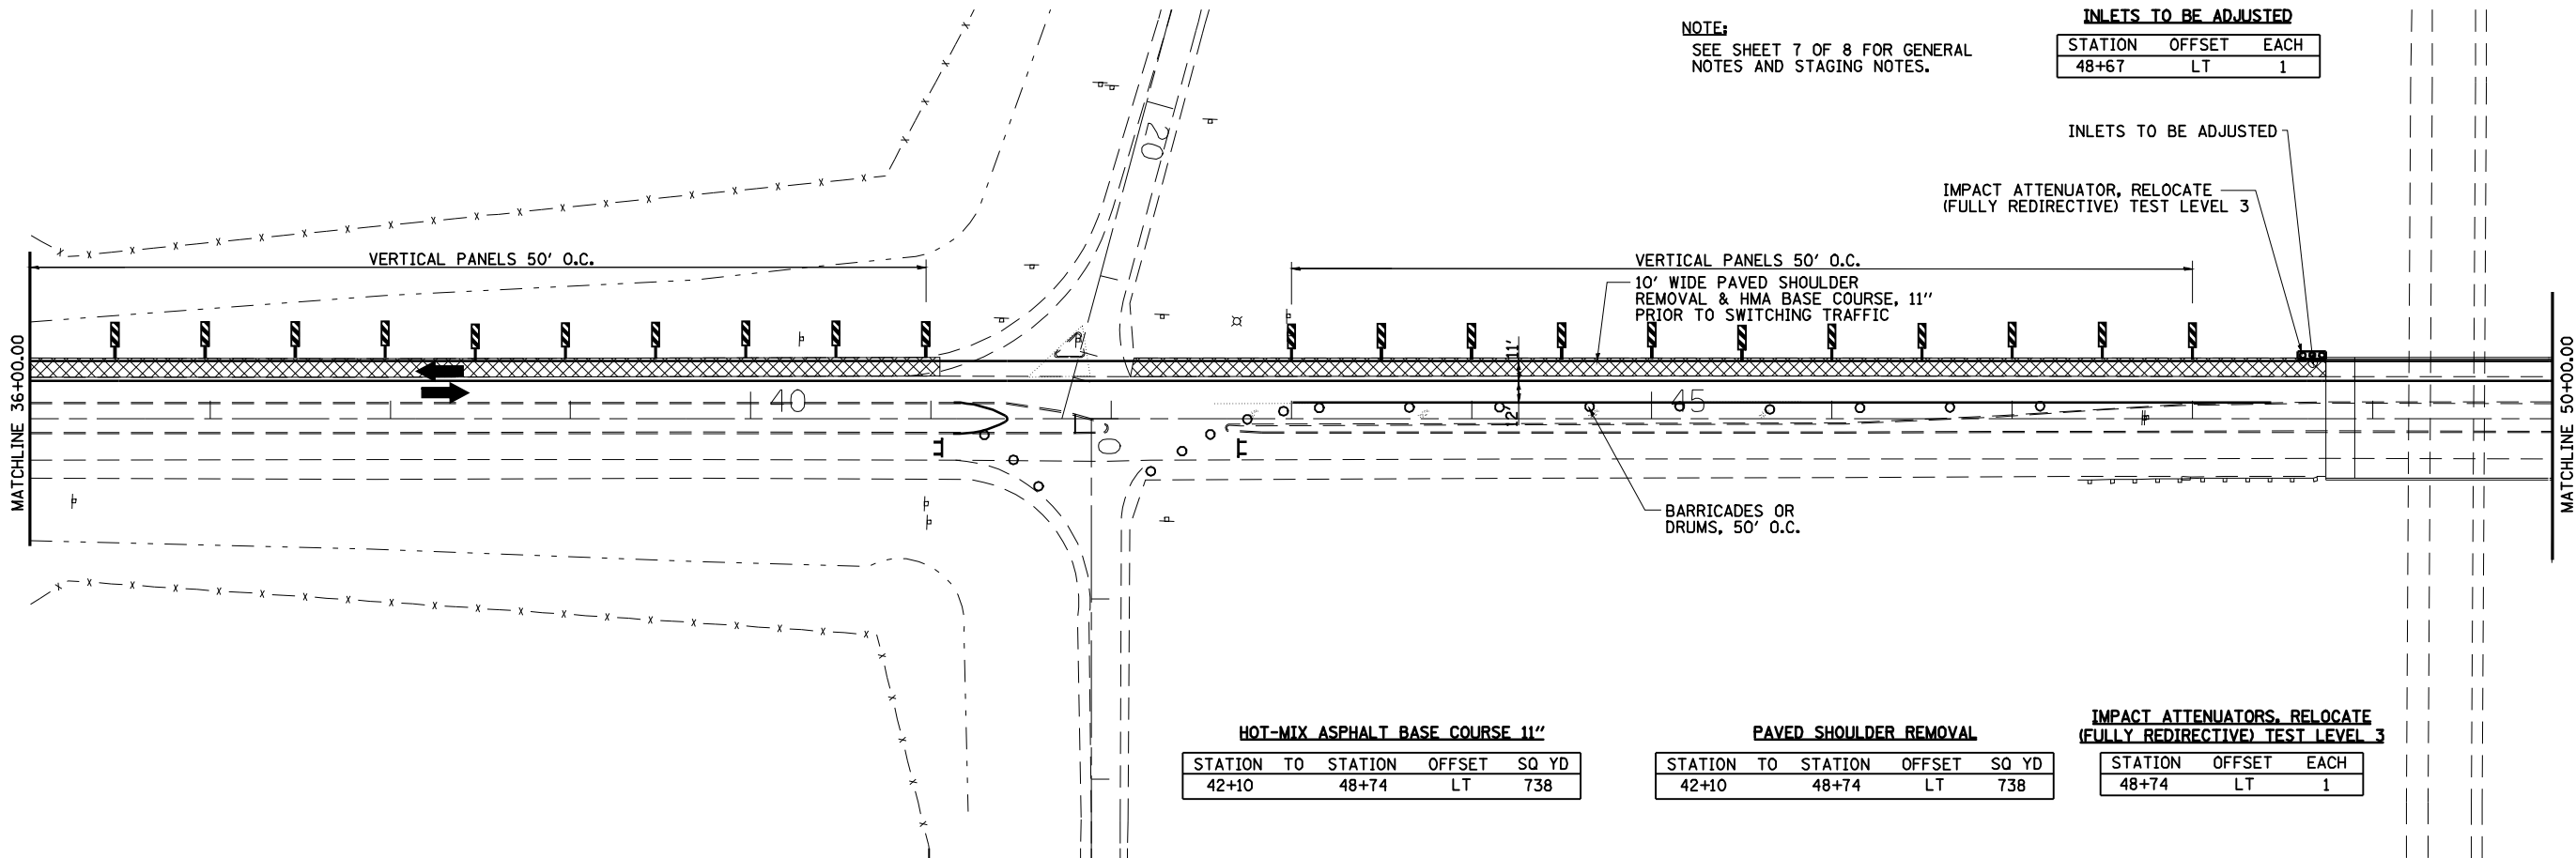 NOTE:
SEE SHEET 7 OF 8 FOR GENERAL
NOTES AND STAGING NOTES.
INLETS TO BE ADJUSTED
STATION OFFSET EACH
48+67 LT 1
INLETS TO BE ADJUSTED
IMPACT ATTENUATOR, RELOCATE
(FULLY REDIRECTIVE) TEST LEVEL 3
20
VERTICAL PANELS 50' O.C.
VERTICAL PANELS 50' O.C.
10' WIDE PAVED SHOULDER
REMOVAL & HMA BASE COURSE, 11"
PRIOR TO SWITCHING TRAFFIC
MATCHLINE 36+00.00
MATCHLINE 50+00.00
11'
12'
40
45
0
BARRICADES OR
DRUMS, 50' O.C.
HOT-MIX ASPHALT BASE COURSE 11"
STATION TO STATION OFFSET SQ YD
42+10 48+74 LT 738
PAVED SHOULDER REMOVAL
STATION TO STATION OFFSET SQ YD
42+10 48+74 LT 738
IMPACT ATTENUATORS, RELOCATE
(FULLY REDIRECTIVE) TEST LEVEL 3
STATION OFFSET EACH
48+74 LT 1